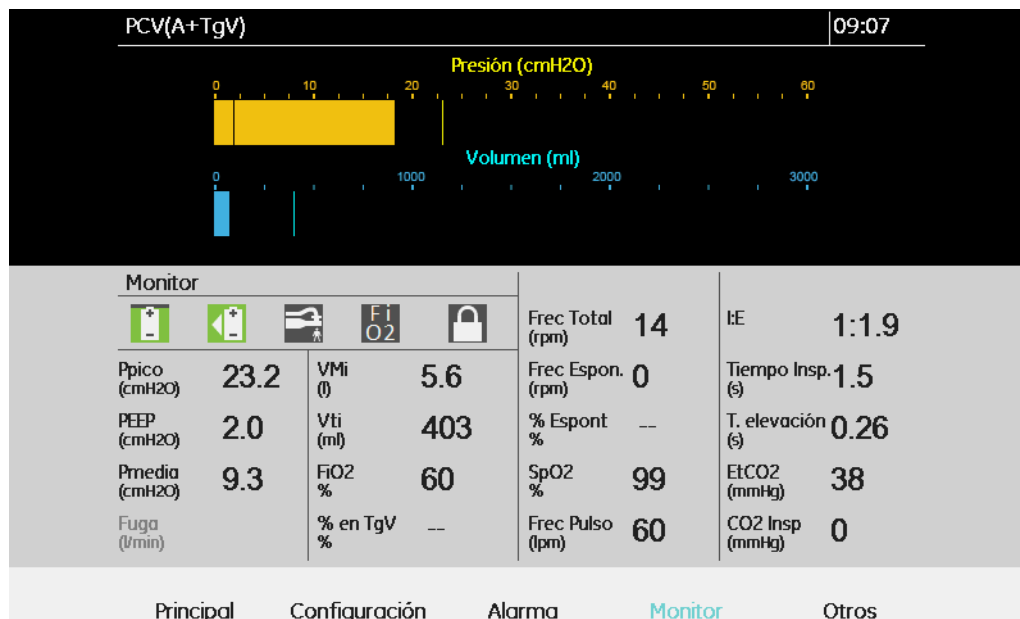 PCV(A+TgV)
09:07
Presión (cmH2O)
0 10 20 30 40 50 60
Volumen (ml)
0 1000 2000 3000
Monitor
Fi
O2
Ppico
(cmH2O)
23.2
PEEP
(cmH2O)
2.0
Pmedia
(cmH2O)
9.3
Fuga
(l/min)
VMi
(l)
5.6
Vti
(ml)
403
FiO2
%
60
% en TgV
%
--
Frec Total
(rpm)
14
Frec Espon.
(rpm)
0
% Espont
%
--
SpO2
%
99
Frec Pulso
(lpm)
60
I:E
1:1.9
Tiempo Insp.
(s)
1.5
T. elevación
(s)
0.26
EtCO2
(mmHg)
38
CO2 Insp
(mmHg)
0
Principal Configuración Alarma Monitor Otros